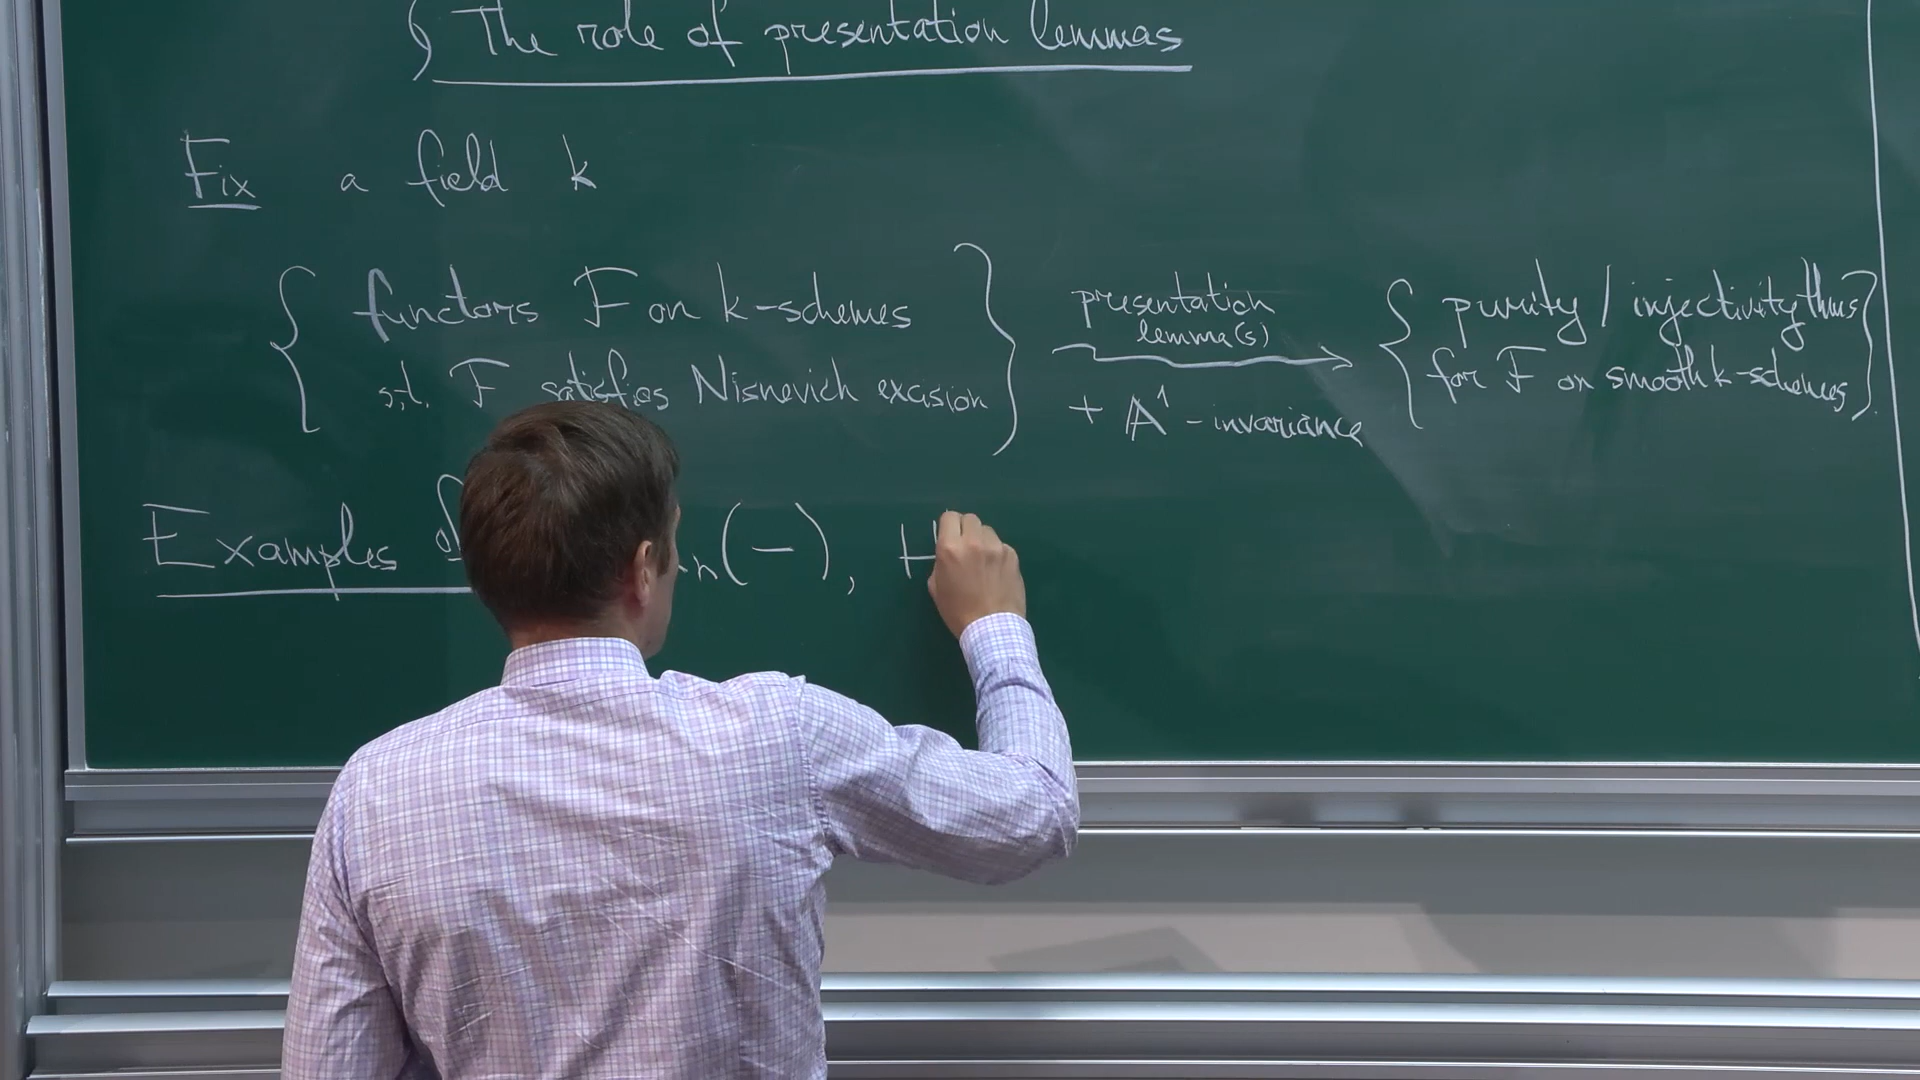 § The role of presentation lemmas
Fix a field k
{ functors F on k-schemes
s.t. F satisfies Nisnevich excision }
presentation
lemma(s)
+ A¹-invariance
{ purity / injectivity thms
for F on smooth k-schemes }
Examples n(-), H